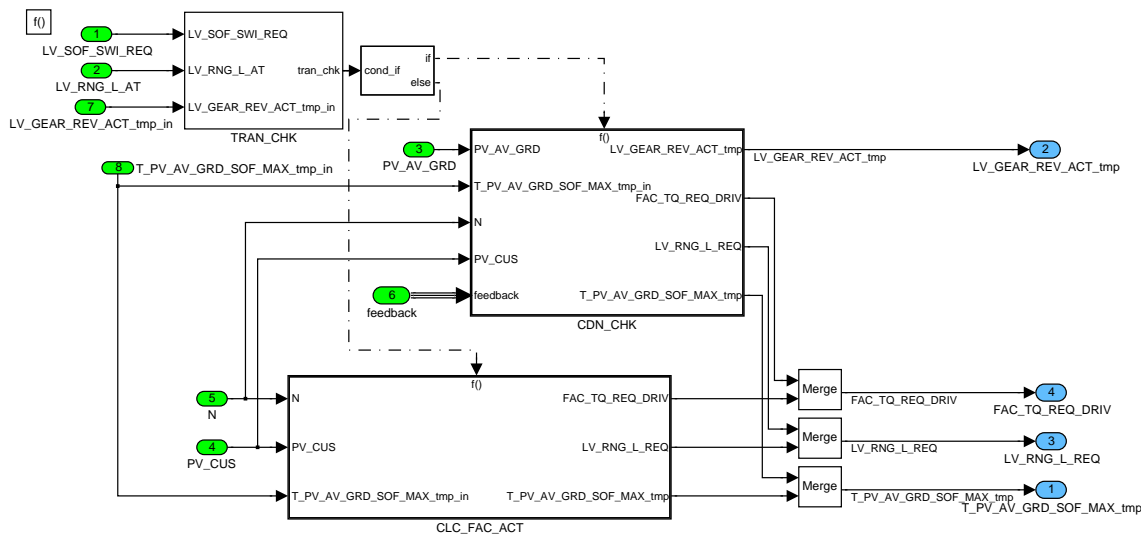 f()
1
LV_SOF_SWI_REQ
2
LV_RNG_L_AT
7
LV_GEAR_REV_ACT_tmp_in
LV_SOF_SWI_REQ
LV_RNG_L_AT
LV_GEAR_REV_ACT_tmp_in
tran_chk
TRAN_CHK
cond_if
if
else
8
T_PV_AV_GRD_SOF_MAX_tmp_in
3
PV_AV_GRD
6
feedback
f()
PV_AV_GRD
T_PV_AV_GRD_SOF_MAX_tmp_in
N
PV_CUS
feedback
LV_GEAR_REV_ACT_tmp
FAC_TQ_REQ_DRIV
LV_RNG_L_REQ
T_PV_AV_GRD_SOF_MAX_tmp
CDN_CHK
LV_GEAR_REV_ACT_tmp
2
LV_GEAR_REV_ACT_tmp
5
N
4
PV_CUS
f()
N
PV_CUS
T_PV_AV_GRD_SOF_MAX_tmp_in
FAC_TQ_REQ_DRIV
LV_RNG_L_REQ
T_PV_AV_GRD_SOF_MAX_tmp
CLC_FAC_ACT
Merge
FAC_TQ_REQ_DRIV
4
FAC_TQ_REQ_DRIV
Merge
LV_RNG_L_REQ
3
LV_RNG_L_REQ
Merge
T_PV_AV_GRD_SOF_MAX_tmp
1
T_PV_AV_GRD_SOF_MAX_tmp